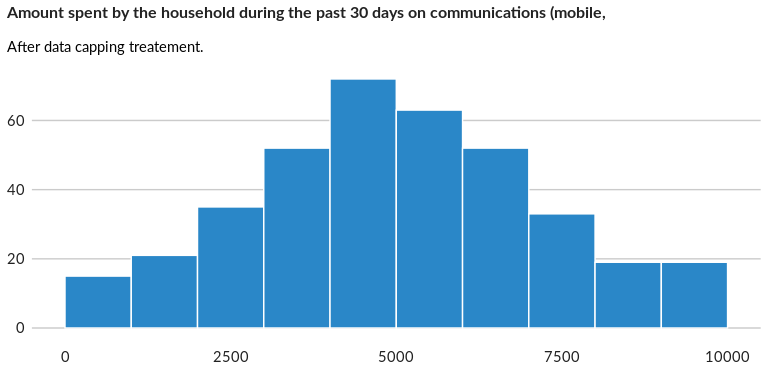 Amount spent by the household during the past 30 days on communications (mobile,
After data capping treatement.
60
40
20
0
0 2500 5000 7500 10000